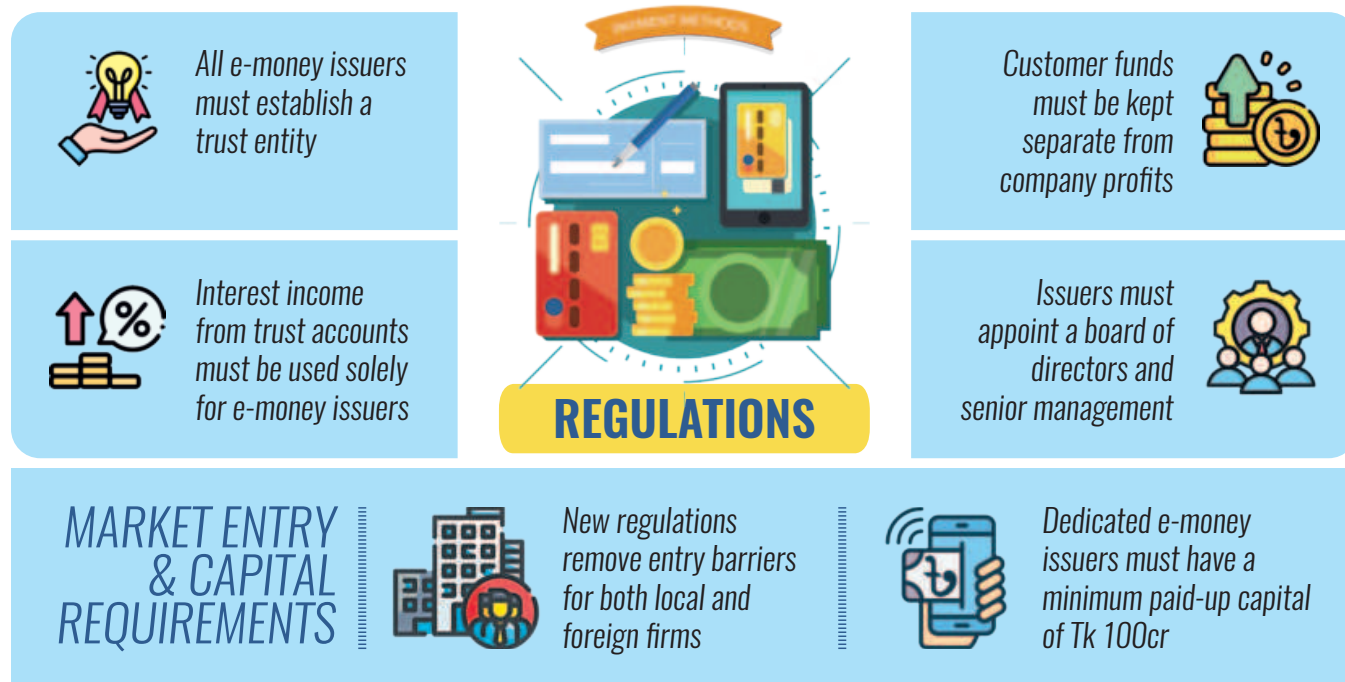 PAYMENT METHODS
All e-money issuers
must establish a
trust entity
Customer funds
must be kept
separate from
company profits
Interest income
from trust accounts
must be used solely
for e-money issuers
Issuers must
appoint a board of
directors and
senior management
REGULATIONS
MARKET ENTRY
& CAPITAL
REQUIREMENTS
New regulations
remove entry barriers
for both local and
foreign firms
Dedicated e-money
issuers must have a
minimum paid-up capital
of Tk 100cr